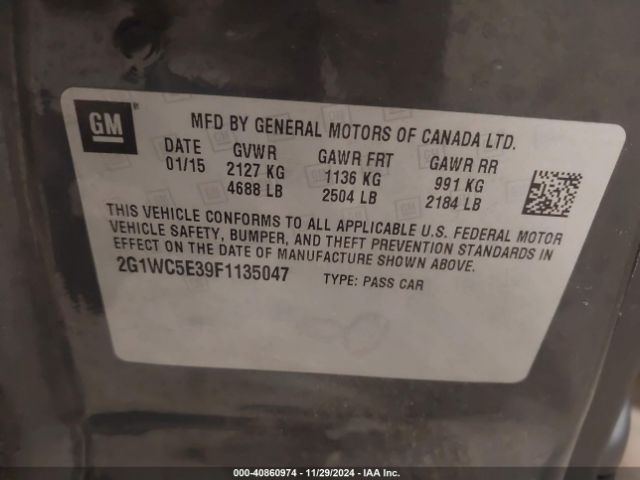 GM
MFD BY GENERAL MOTORS OF CANADA LTD.
DATE GVWR GAWR FRT GAWR RR
01/15 2127 KG 1136 KG 991 KG
4688 LB 2504 LB 2184 LB
THIS VEHICLE CONFORMS TO ALL APPLICABLE U.S. FEDERAL MOTOR
VEHICLE SAFETY, BUMPER, AND THEFT PREVENTION STANDARDS IN
EFFECT ON THE DATE OF MANUFACTURE SHOWN ABOVE.
2G1WC5E39F1135047 TYPE: PASS CAR
000-40860974 - 11/29/2024 - IAA Inc.